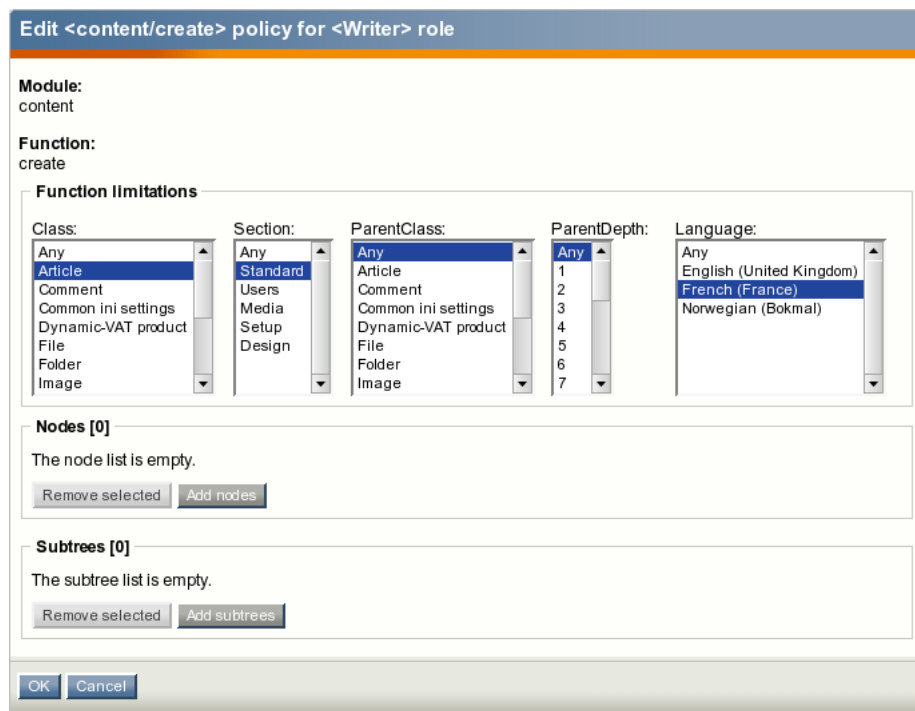 Edit <content/create> policy for <Writer> role
Module:
content
Function:
create
Function limitations
Class:
Any
Article
Comment
Common ini settings
Dynamic-VAT product
File
Folder
Image
Section:
Any
Standard
Users
Media
Setup
Design
ParentClass:
Any
Article
Comment
Common ini settings
Dynamic-VAT product
File
Folder
Image
ParentDepth:
Any
1
2
3
4
5
6
7
Language:
Any
English (United Kingdom)
French (France)
Norwegian (Bokmal)
Nodes [0]
The node list is empty.
Remove selected
Add nodes
Subtrees [0]
The subtree list is empty.
Remove selected
Add subtrees
OK
Cancel